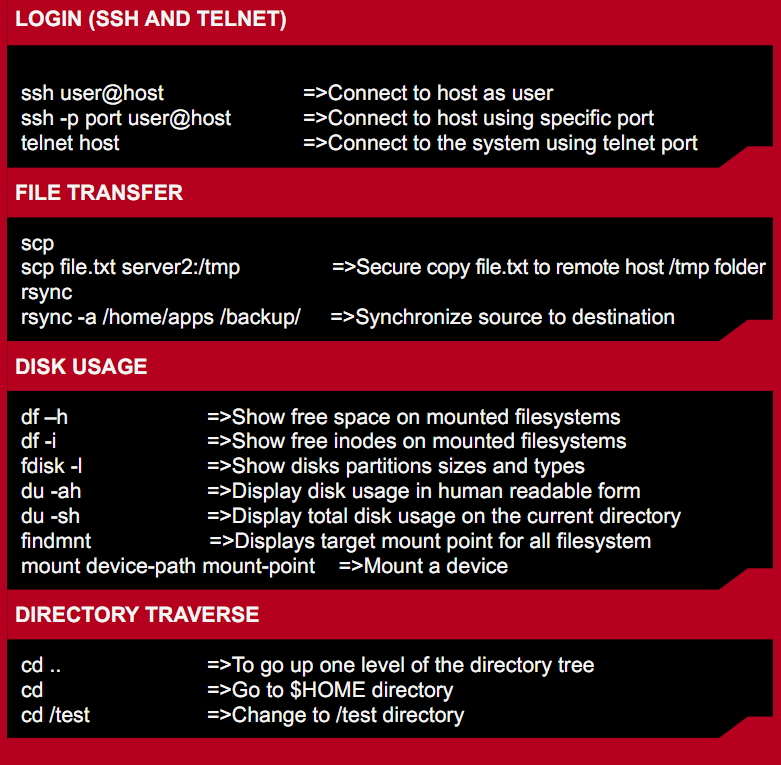 LOGIN (SSH AND TELNET)
ssh user@host =>Connect to host as user
ssh -p port user@host =>Connect to host using specific port
telnet host =>Connect to the system using telnet port
FILE TRANSFER
scp
scp file.txt server2:/tmp =>Secure copy file.txt to remote host /tmp folder
rsync
rsync -a /home/apps /backup/ =>Synchronize source to destination
DISK USAGE
df –h =>Show free space on mounted filesystems
df -i =>Show free inodes on mounted filesystems
fdisk -l =>Show disks partitions sizes and types
du -ah =>Display disk usage in human readable form
du -sh =>Display total disk usage on the current directory
findmnt =>Displays target mount point for all filesystem
mount device-path mount-point =>Mount a device
DIRECTORY TRAVERSE
cd .. =>To go up one level of the directory tree
cd =>Go to $HOME directory
cd /test =>Change to /test directory